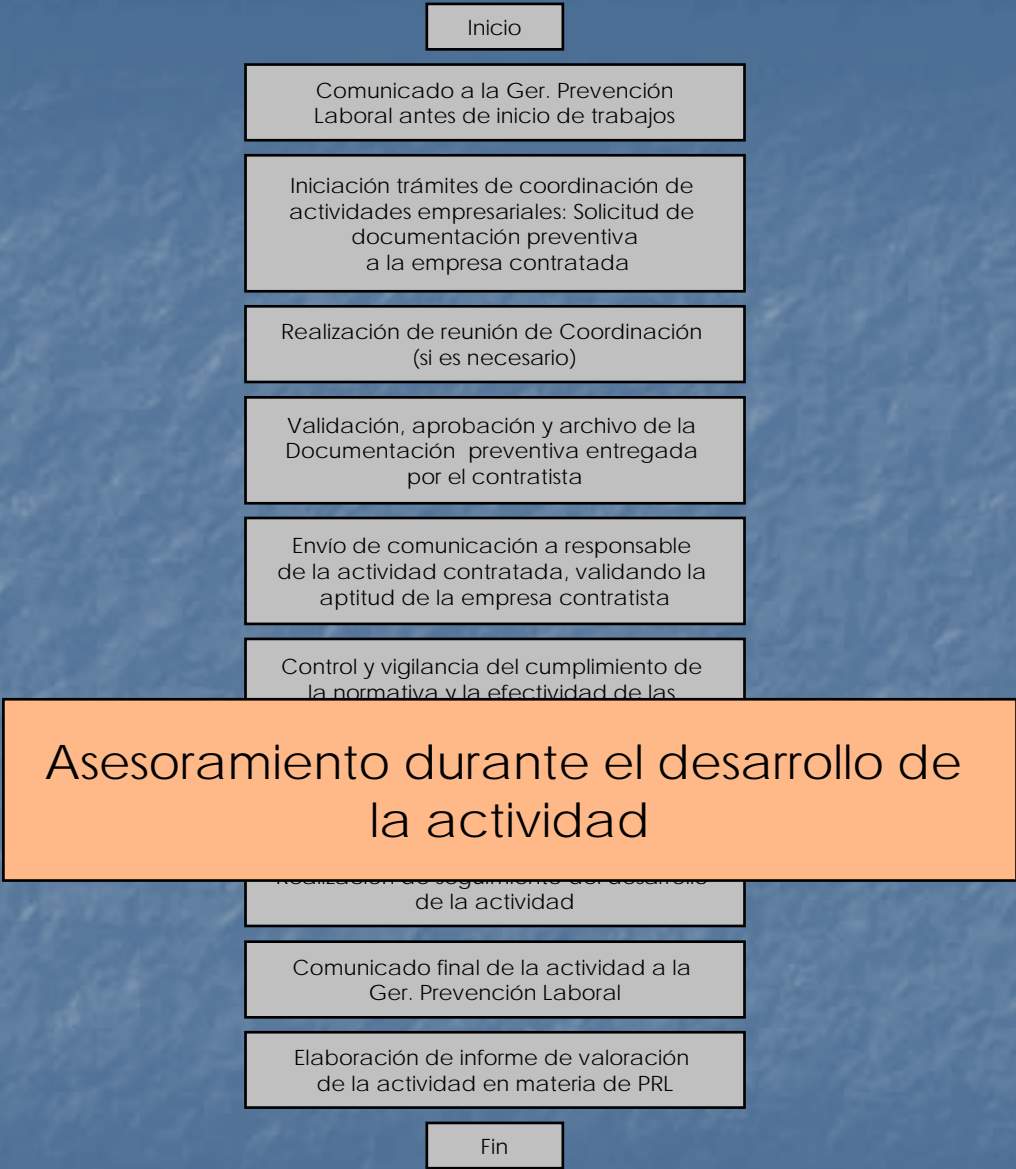 Inicio
Comunicado a la Ger. Prevención
Laboral antes de inicio de trabajos
Iniciación trámites de coordinación de
actividades empresariales: Solicitud de
documentación preventiva
a la empresa contratada
Realización de reunión de Coordinación
(si es necesario)
Validación, aprobación y archivo de la
Documentación preventiva entregada
por el contratista
Envío de comunicación a responsable
de la actividad contratada, validando la
aptitud de la empresa contratista
Control y vigilancia del cumplimiento de
la normativa y la efectividad de las
Asesoramiento durante el desarrollo de
la actividad
Realización de seguimiento del desarrollo
de la actividad
Comunicado final de la actividad a la
Ger. Prevención Laboral
Elaboración de informe de valoración
de la actividad en materia de PRL
Fin